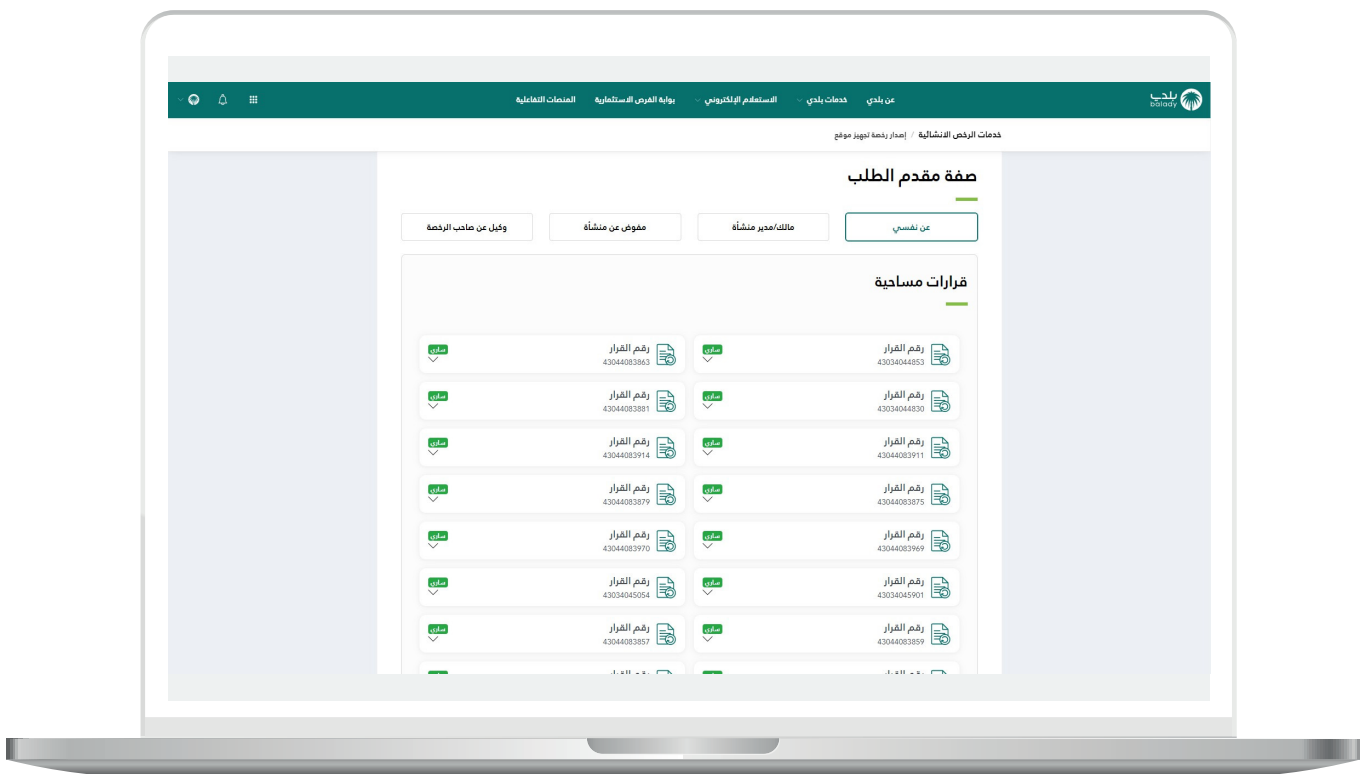 بلدي
balady
عن بلدي
خدمات بلدي
الاستعلام الإلكتروني
بوابة الفرص الاستثمارية
المنصات التفاعلية
خدمات الرخص الانشائية / إصدار رخصة تجهيز موقع
صفة مقدم الطلب
عن نفسي
مالك/مدير منشأة
مفوض عن منشأة
وكيل عن صاحب الرخصة
قرارات مساحية
رقم القرار
43034044853
ساري
رقم القرار
43044083863
ساري
رقم القرار
43034044830
ساري
رقم القرار
43044083881
ساري
رقم القرار
43044083911
ساري
رقم القرار
43044083914
ساري
رقم القرار
43044083875
ساري
رقم القرار
43044083879
ساري
رقم القرار
43044083969
ساري
رقم القرار
43044083970
ساري
رقم القرار
43034045901
ساري
رقم القرار
43034045054
ساري
رقم القرار
43044083859
ساري
رقم القرار
43044083857
ساري
رقم القرار
رقم القرار